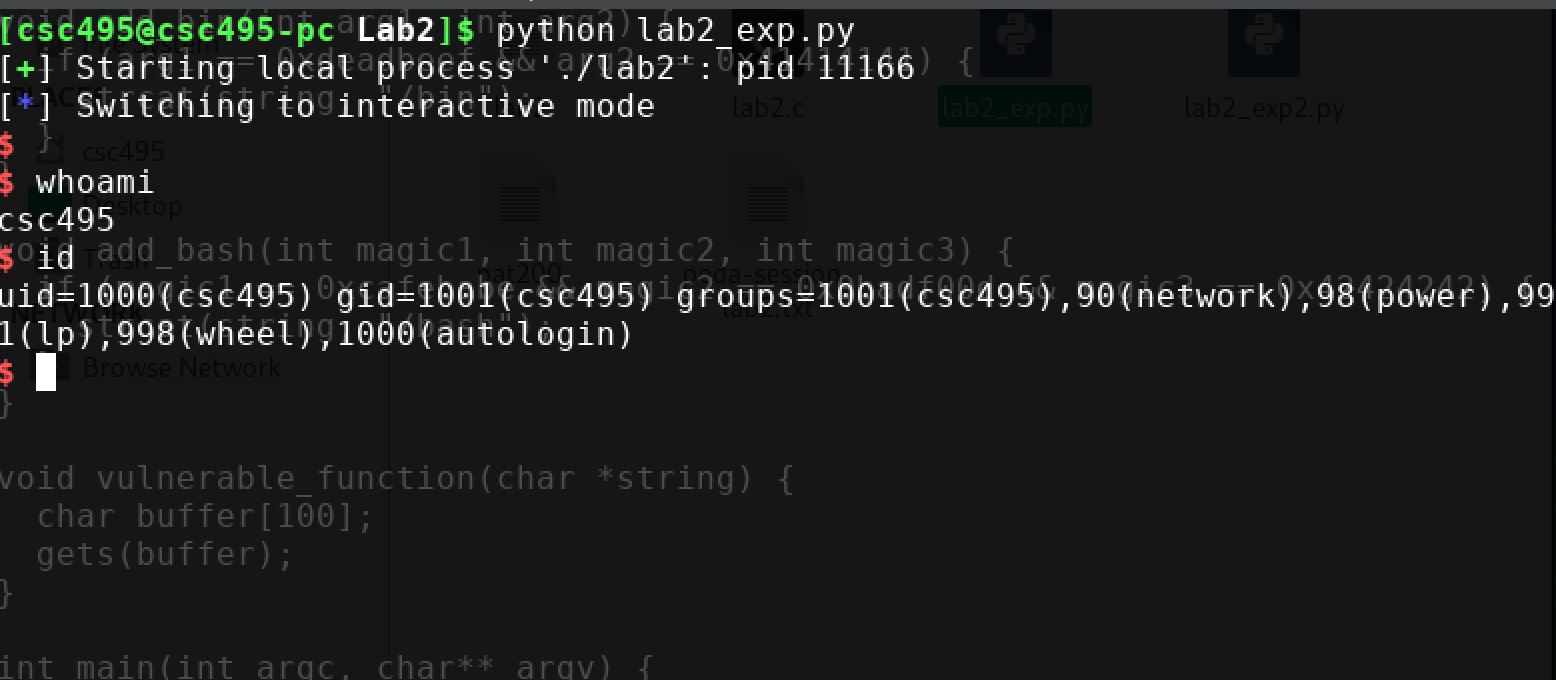 [csc495@csc495-pc Lab2]$ python lab2_exp.py
[+] Starting local process './lab2': pid 11166
[*] Switching to interactive mode
$
$ whoami
csc495
$ id
uid=1000(csc495) gid=1001(csc495) groups=1001(csc495),90(network),98(power),99
1(lp),998(wheel),1000(autologin)
$
lab2.c
lab2_exp.py
lab2_exp2.py
}
csc495
Desktop
void add_bash(int magic1, int magic2, int magic3) {
Trash
lab2.txt
Browse Network
}
void vulnerable_function(char *string) {
char buffer[100];
gets(buffer);
}
int main(int argc, char** argv) {